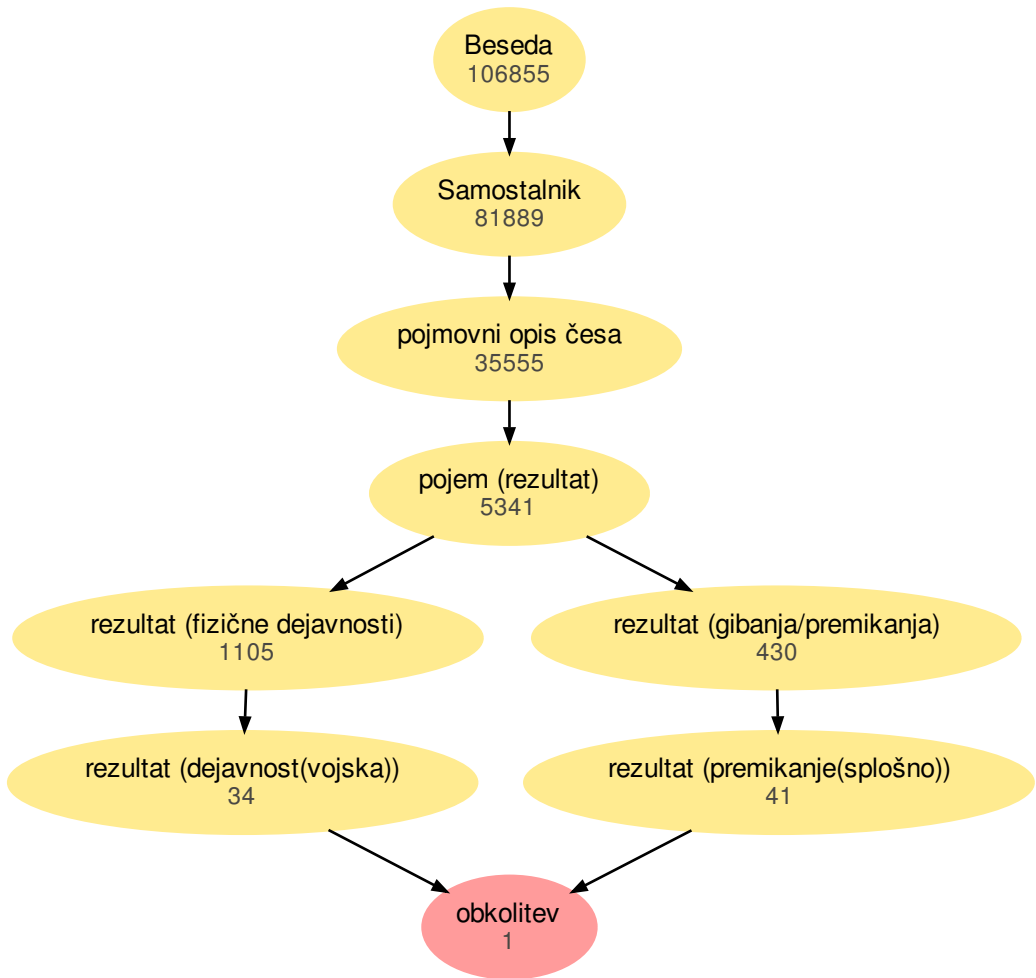 Beseda
106855
Samostalnik
81889
pojmovni opis česa
35555
pojem (rezultat)
5341
rezultat (fizične dejavnosti)
1105
rezultat (gibanja/premikanja)
430
rezultat (dejavnost(vojska))
34
rezultat (premikanje(splošno))
41
obkolitev
1